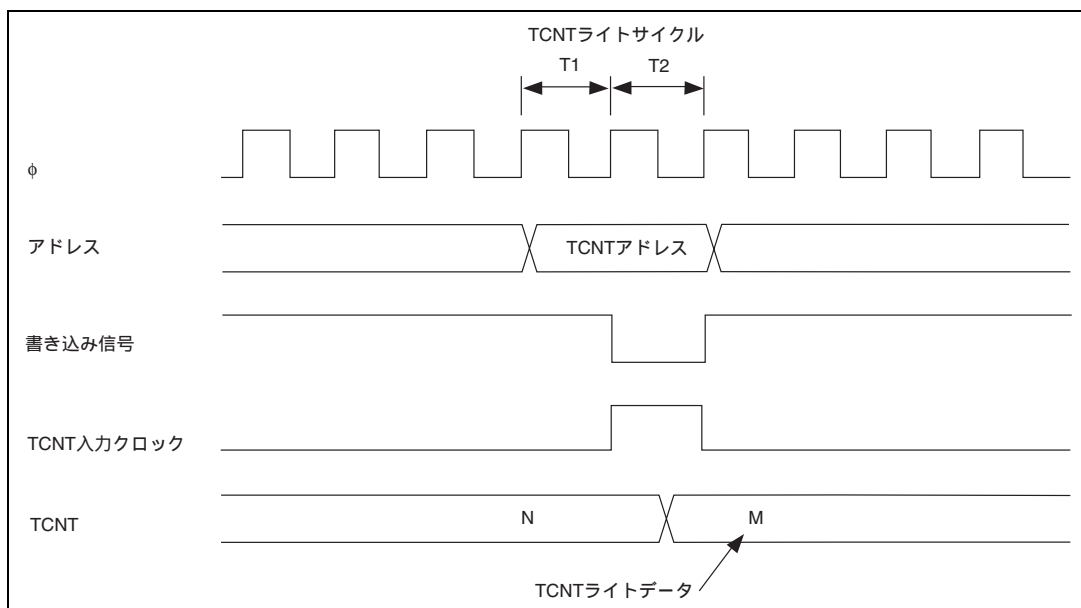 TCNTライトサイクル
T1 T2
φ
アドレス TCNTアドレス
書き込み信号
TCNT入力クロック
TCNT N M
TCNTライトデータ